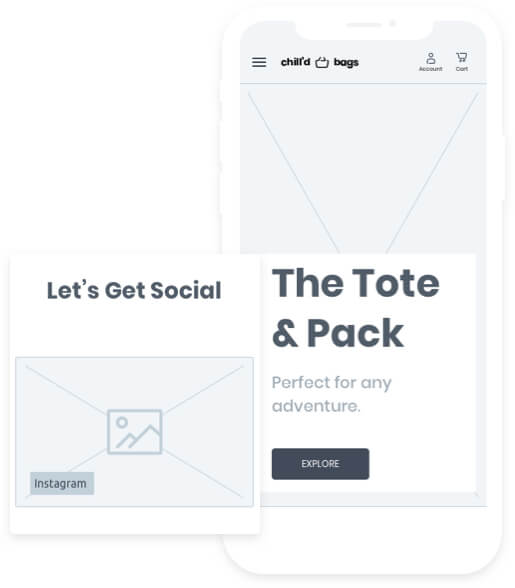 chill'd bags
Account
Cart
The Tote
& Pack
Perfect for any
adventure.
EXPLORE
Let's Get Social
Instagram